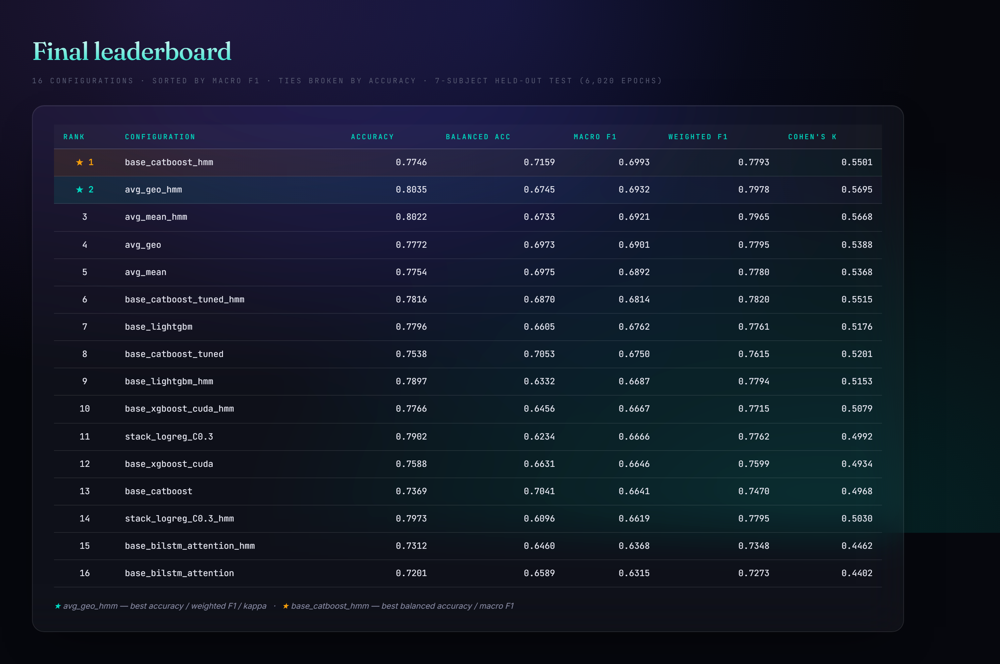 Final leaderboard
16 CONFIGURATIONS · SORTED BY MACRO F1 · TIES BROKEN BY ACCURACY · 7-SUBJECT HELD-OUT TEST (6,020 EPOCHS)
RANK CONFIGURATION ACCURACY BALANCED ACC MACRO F1 WEIGHTED F1 COHEN'S K
★ 1 base_catboost_hmm 0.7746 0.7159 0.6993 0.7793 0.5501
★ 2 avg_geo_hmm 0.8035 0.6745 0.6932 0.7978 0.5695
3 avg_mean_hmm 0.8022 0.6733 0.6921 0.7965 0.5668
4 avg_geo 0.7772 0.6973 0.6901 0.7795 0.5388
5 avg_mean 0.7754 0.6975 0.6892 0.7780 0.5368
6 base_catboost_tuned_hmm 0.7816 0.6870 0.6814 0.7820 0.5515
7 base_lightgbm 0.7796 0.6605 0.6762 0.7761 0.5176
8 base_catboost_tuned 0.7538 0.7053 0.6750 0.7615 0.5201
9 base_lightgbm_hmm 0.7897 0.6332 0.6687 0.7794 0.5153
10 base_xgboost_cuda_hmm 0.7766 0.6456 0.6667 0.7715 0.5079
11 stack_logreg_C0.3 0.7902 0.6234 0.6666 0.7762 0.4992
12 base_xgboost_cuda 0.7588 0.6631 0.6646 0.7599 0.4934
13 base_catboost 0.7369 0.7041 0.6641 0.7470 0.4968
14 stack_logreg_C0.3_hmm 0.7973 0.6096 0.6619 0.7795 0.5030
15 base_bilstm_attention_hmm 0.7312 0.6460 0.6368 0.7348 0.4462
16 base_bilstm_attention 0.7201 0.6589 0.6315 0.7273 0.4402
★ avg_geo_hmm — best accuracy / weighted F1 / kappa · ★ base_catboost_hmm — best balanced accuracy / macro F1